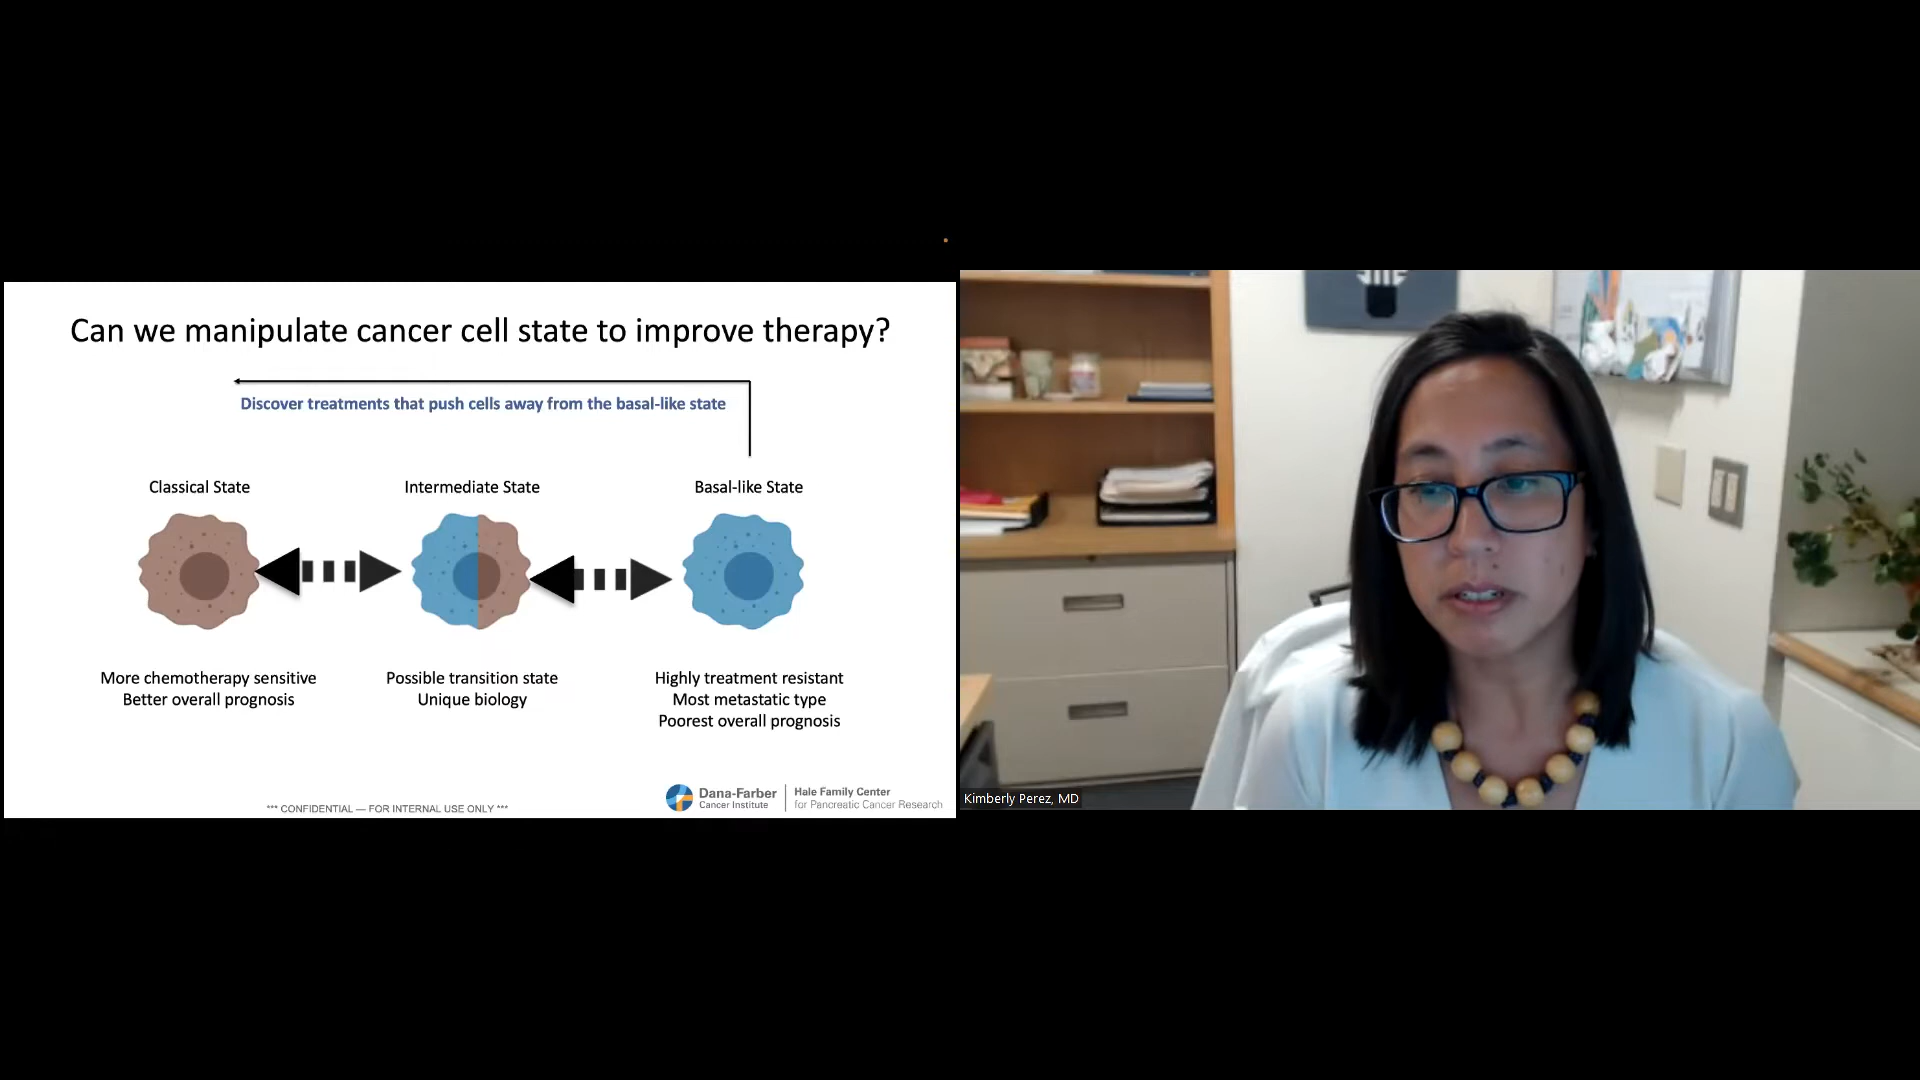 Can we manipulate cancer cell state to improve therapy?
Discover treatments that push cells away from the basal-like state
Classical State
Intermediate State
Basal-like State
More chemotherapy sensitive
Better overall prognosis
Possible transition state
Unique biology
Highly treatment resistant
Most metastatic type
Poorest overall prognosis
*** CONFIDENTIAL — FOR INTERNAL USE ONLY ***
Dana-Farber
Cancer Institute
Hale Family Center
for Pancreatic Cancer Research
Kimberly Perez, MD